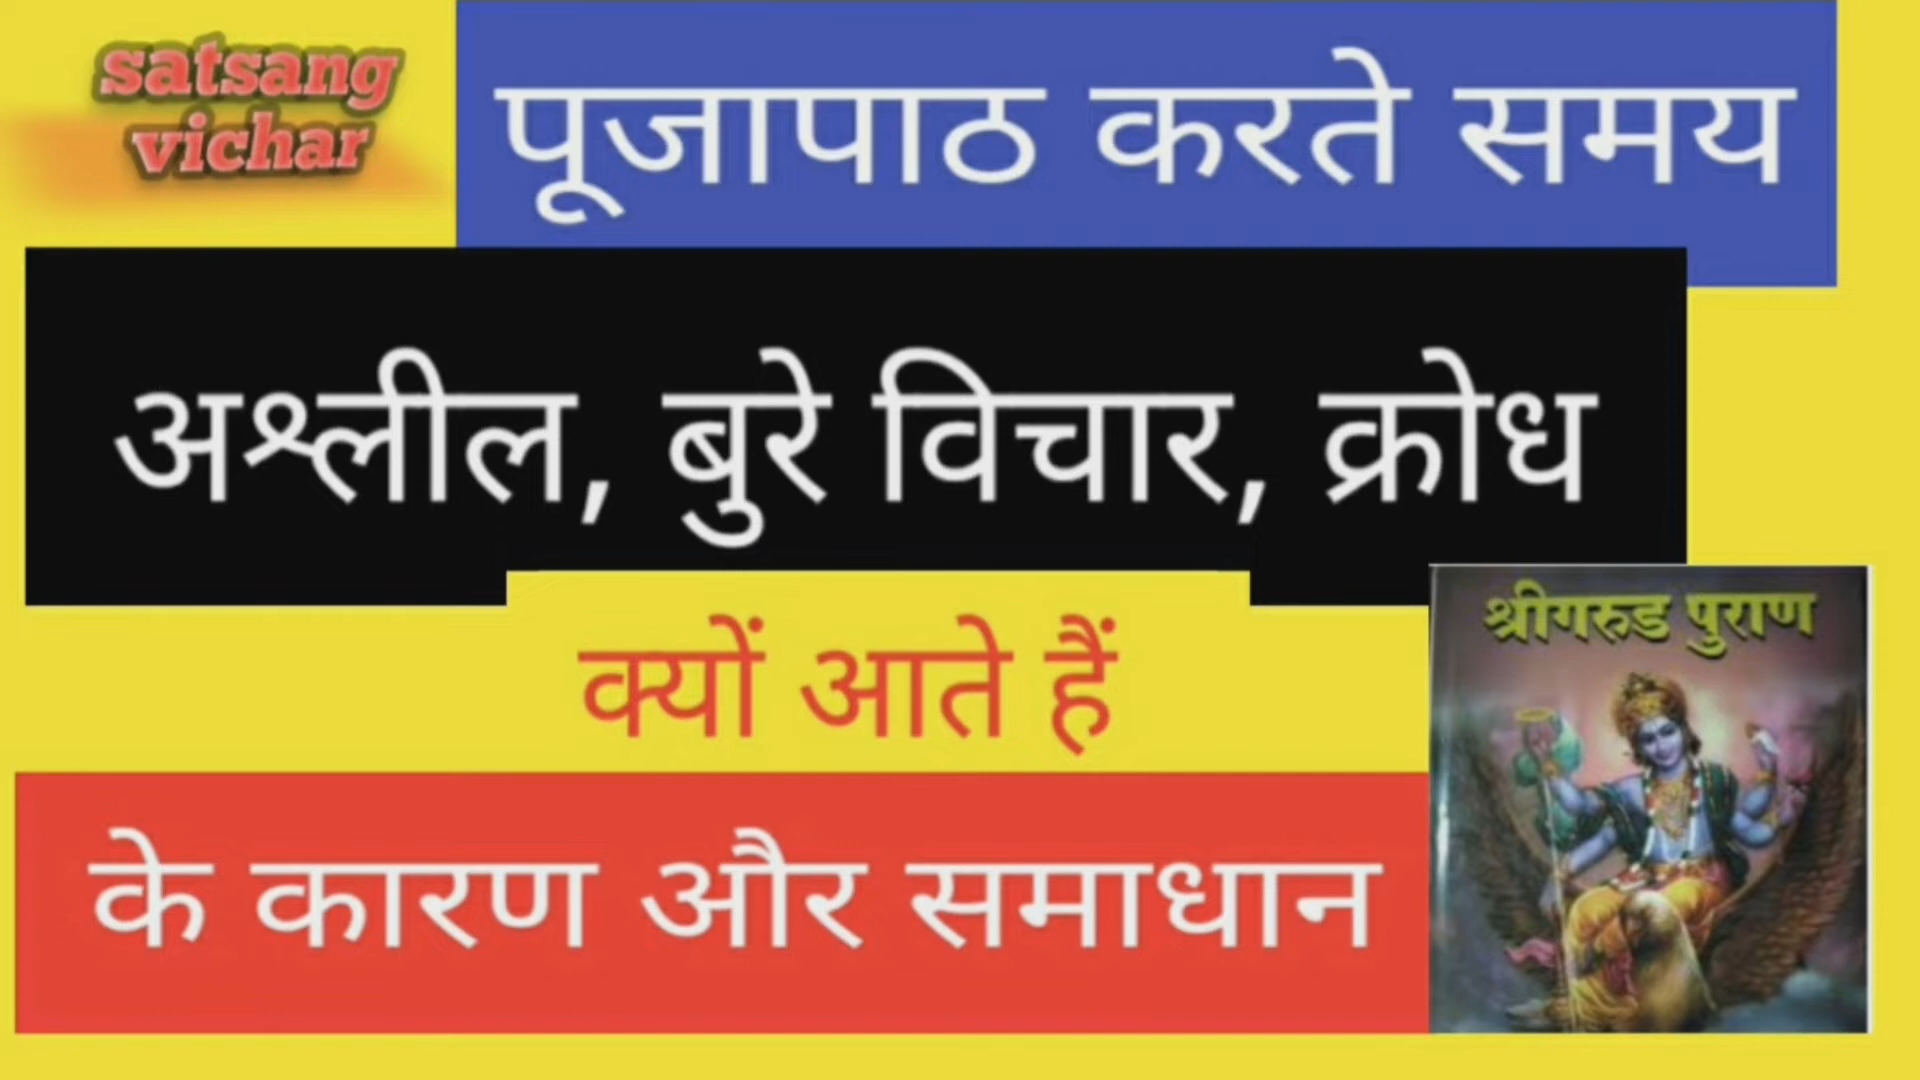 satsang
vichar
पूजापाठ करते समय
अश्लील, बुरे विचार, क्रोध
क्यों आते हैं
के कारण और समाधान
श्रीगरुड पुराण